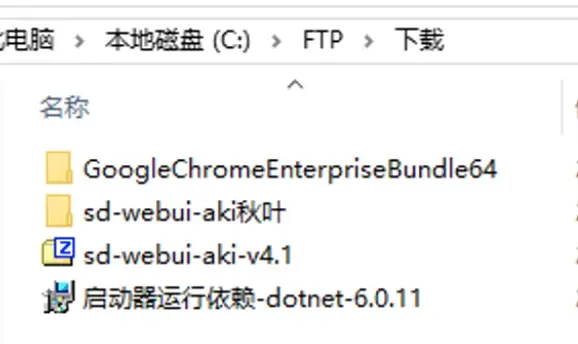 电脑 › 本地磁盘 (C:) › FTP › 下载
名称
GoogleChromeEnterpriseBundle64
sd-webui-aki秋叶
sd-webui-aki-v4.1
启动器运行依赖-dotnet-6.0.11